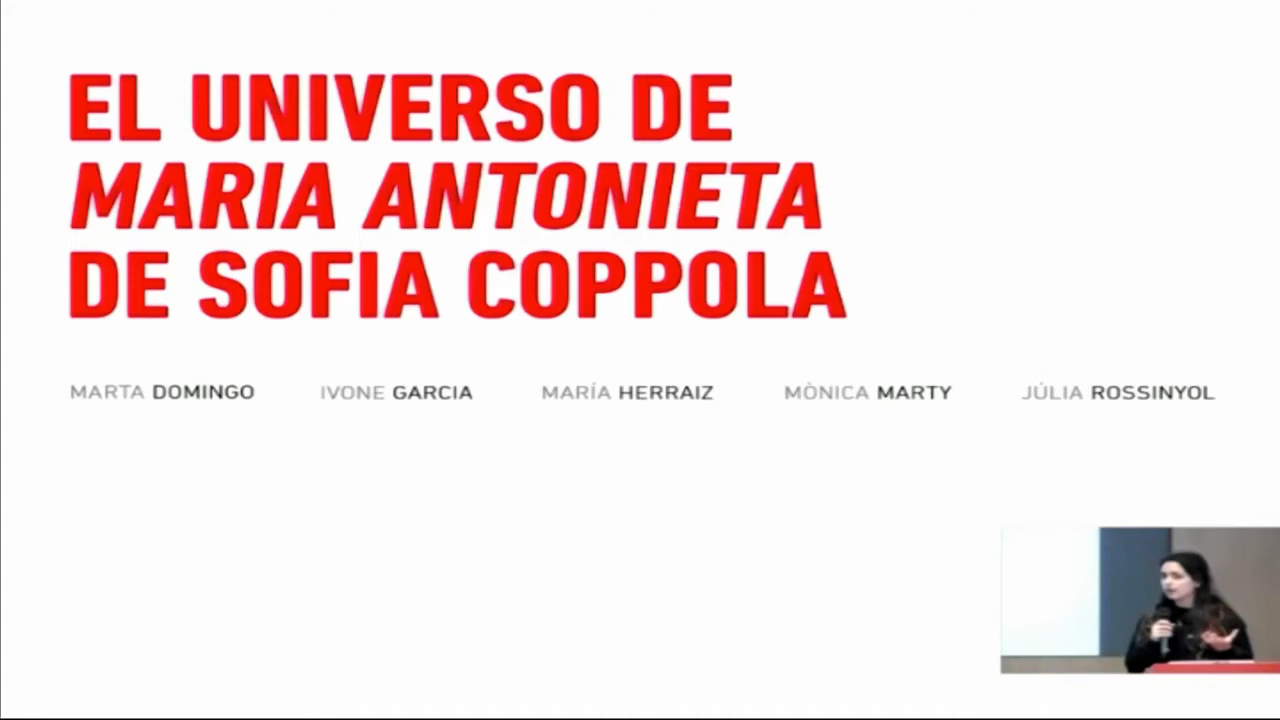 EL UNIVERSO DE
MARIA ANTONIETA
DE SOFIA COPPOLA
MARTA DOMINGO IVONE GARCIA MARÍA HERRAIZ MÒNICA MARTY JÚLIA ROSSINYOL